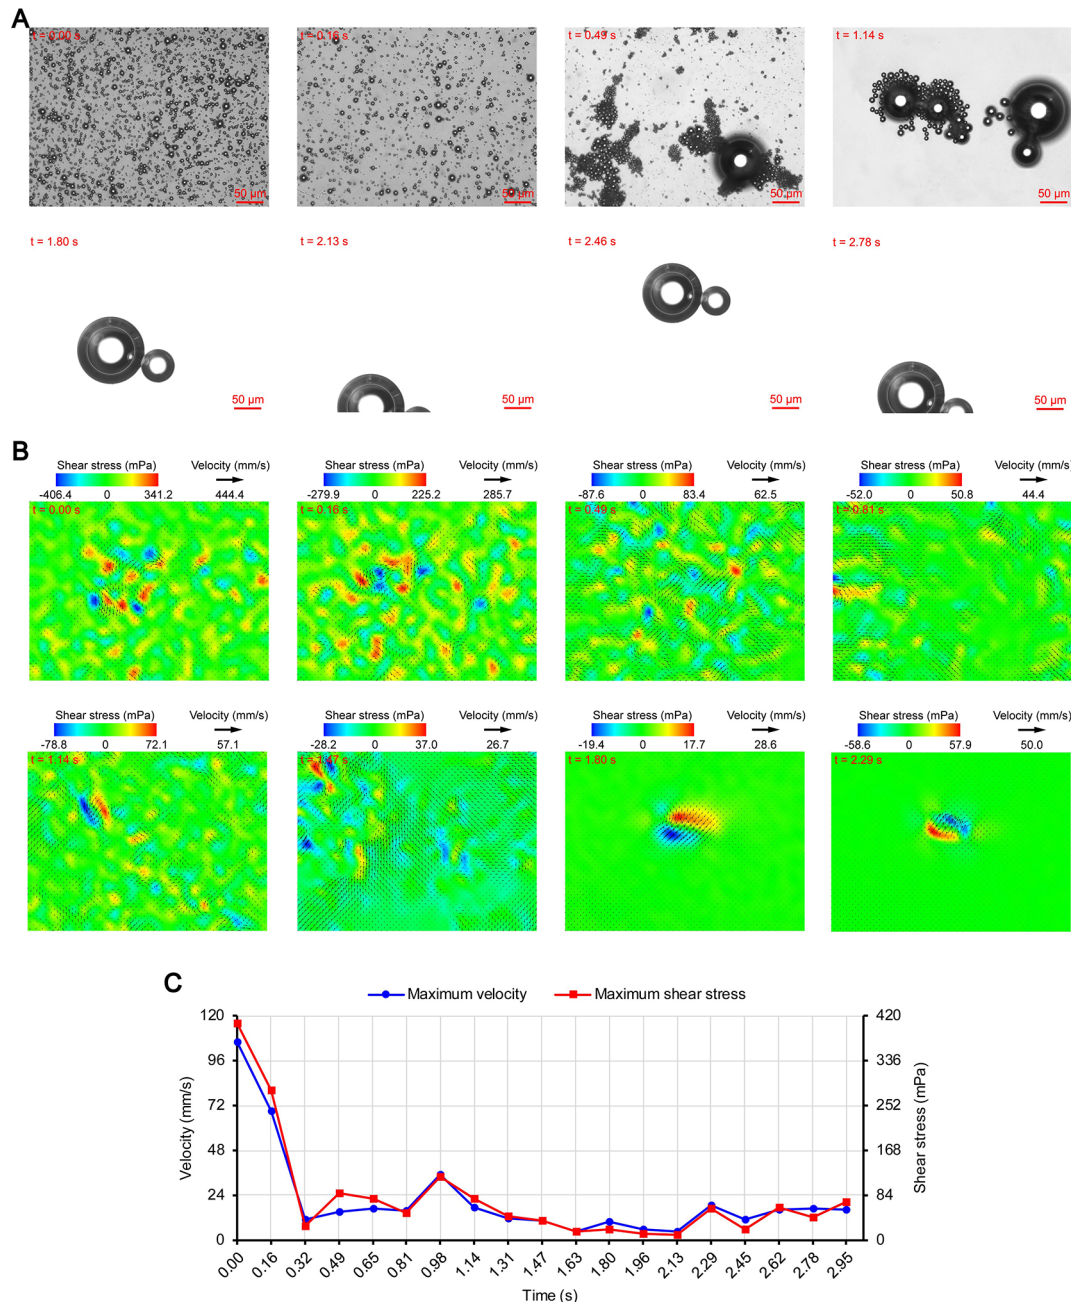 A
t = 0.00 s
t = 0.16 s
t = 0.49 s
t = 1.14 s
50 µm
50 µm
50 µm
50 µm
t = 1.80 s
t = 2.13 s
t = 2.46 s
t = 2.78 s
50 µm
50 µm
50 µm
50 µm
B
Shear stress (mPa) Velocity (mm/s)
-406.4 0 341.2 444.4
t = 0.00 s
Shear stress (mPa) Velocity (mm/s)
-279.9 0 225.2 285.7
t = 0.16 s
Shear stress (mPa) Velocity (mm/s)
-87.6 0 83.4 62.5
t = 0.49 s
Shear stress (mPa) Velocity (mm/s)
-52.0 0 50.8 44.4
t = 0.81 s
Shear stress (mPa) Velocity (mm/s)
-78.8 0 72.1 57.1
t = 1.14 s
Shear stress (mPa) Velocity (mm/s)
-28.2 0 37.0 26.7
t = 1.47 s
Shear stress (mPa) Velocity (mm/s)
-19.4 0 17.7 28.6
t = 1.80 s
Shear stress (mPa) Velocity (mm/s)
-58.6 0 57.9 50.0
t = 2.29 s
C
Maximum velocity Maximum shear stress
Velocity (mm/s)
120
96
72
48
24
0
420
336
252
168
84
0
Shear stress (mPa)
0.00 0.16 0.32 0.49 0.65 0.81 0.98 1.14 1.31 1.47 1.63 1.80 1.96 2.13 2.29 2.45 2.62 2.78 2.95
Time (s)